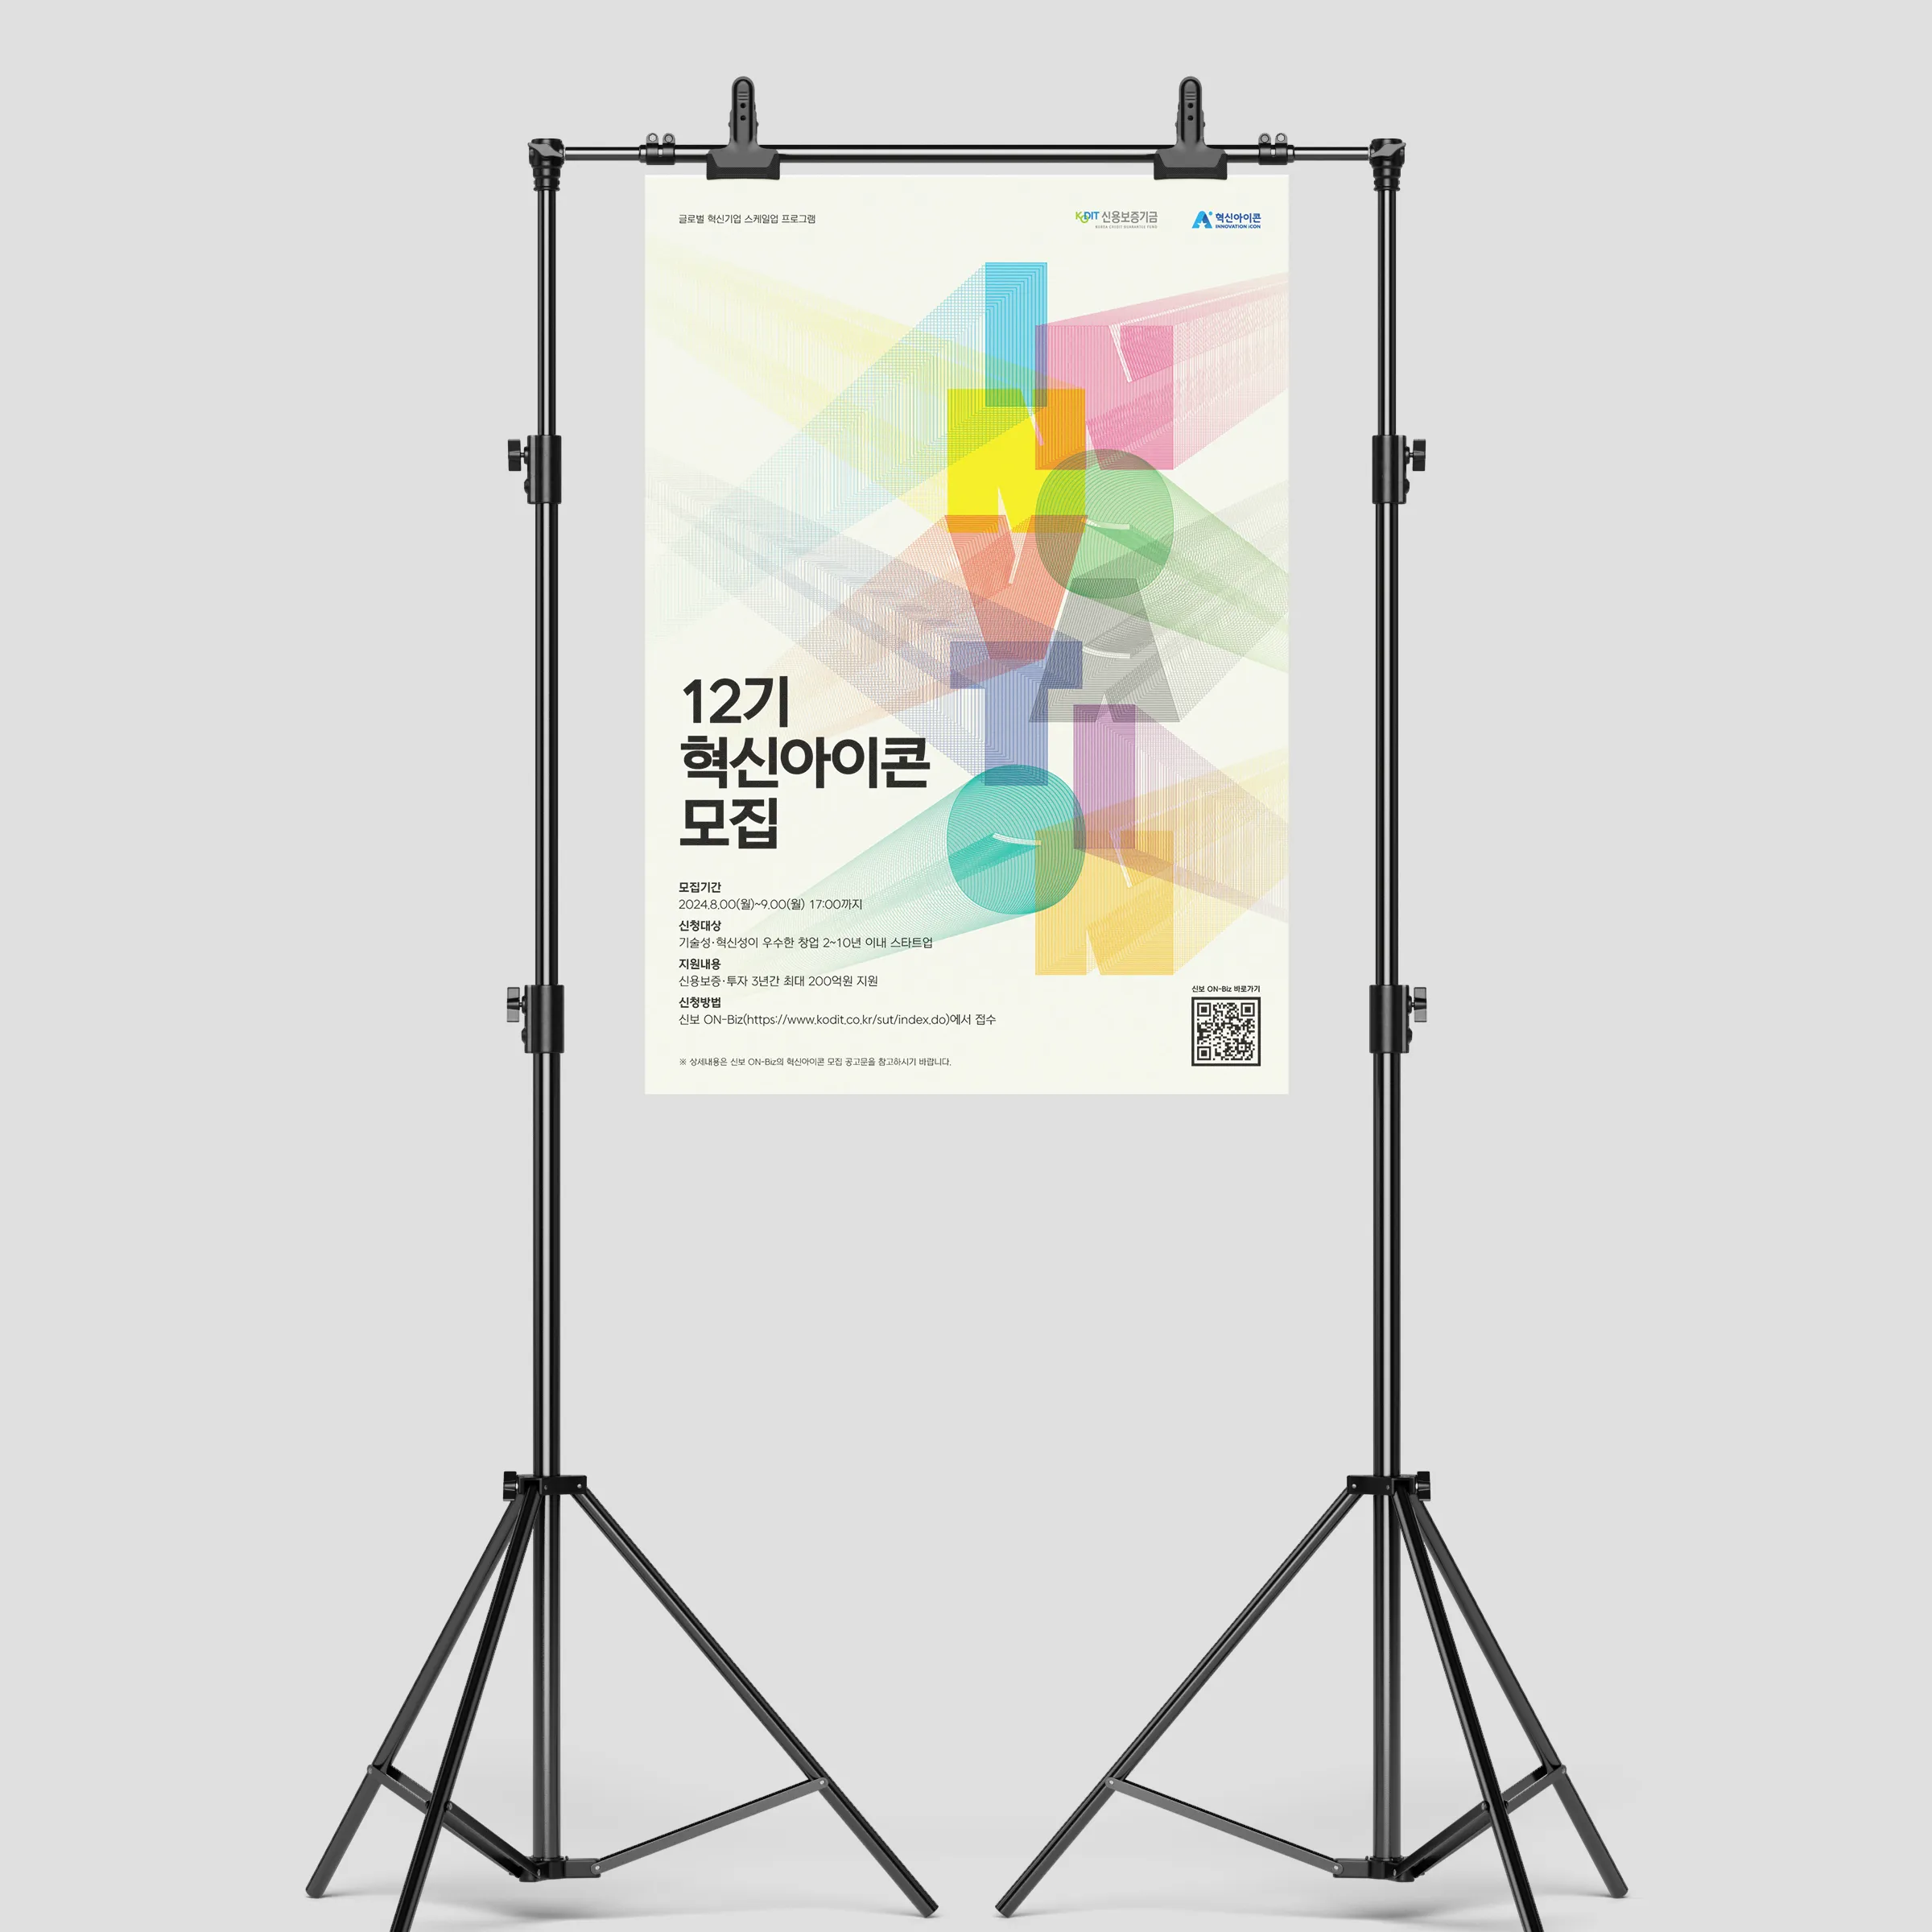 글로벌 혁신기업 스케일업 프로그램
KODIT 신용보증기금
KOREA CREDIT GUARANTEE FUND
혁신아이콘
INNOVATION iCON
I
N
N
O
V
A
T
I
O
N
12기
혁신아이콘
모집
모집기간
2024.8.00(월)~9.00(월) 17:00까지
신청대상
기술성·혁신성이 우수한 창업 2~10년 이내 스타트업
지원내용
신용보증·투자 3년간 최대 200억원 지원
신청방법
신보 ON-Biz(https://www.kodit.co.kr/sut/index.do)에서 접수
신보 ON-Biz 바로가기
※ 상세내용은 신보 ON-Biz의 혁신아이콘 모집 공고문을 참고하시기 바랍니다.